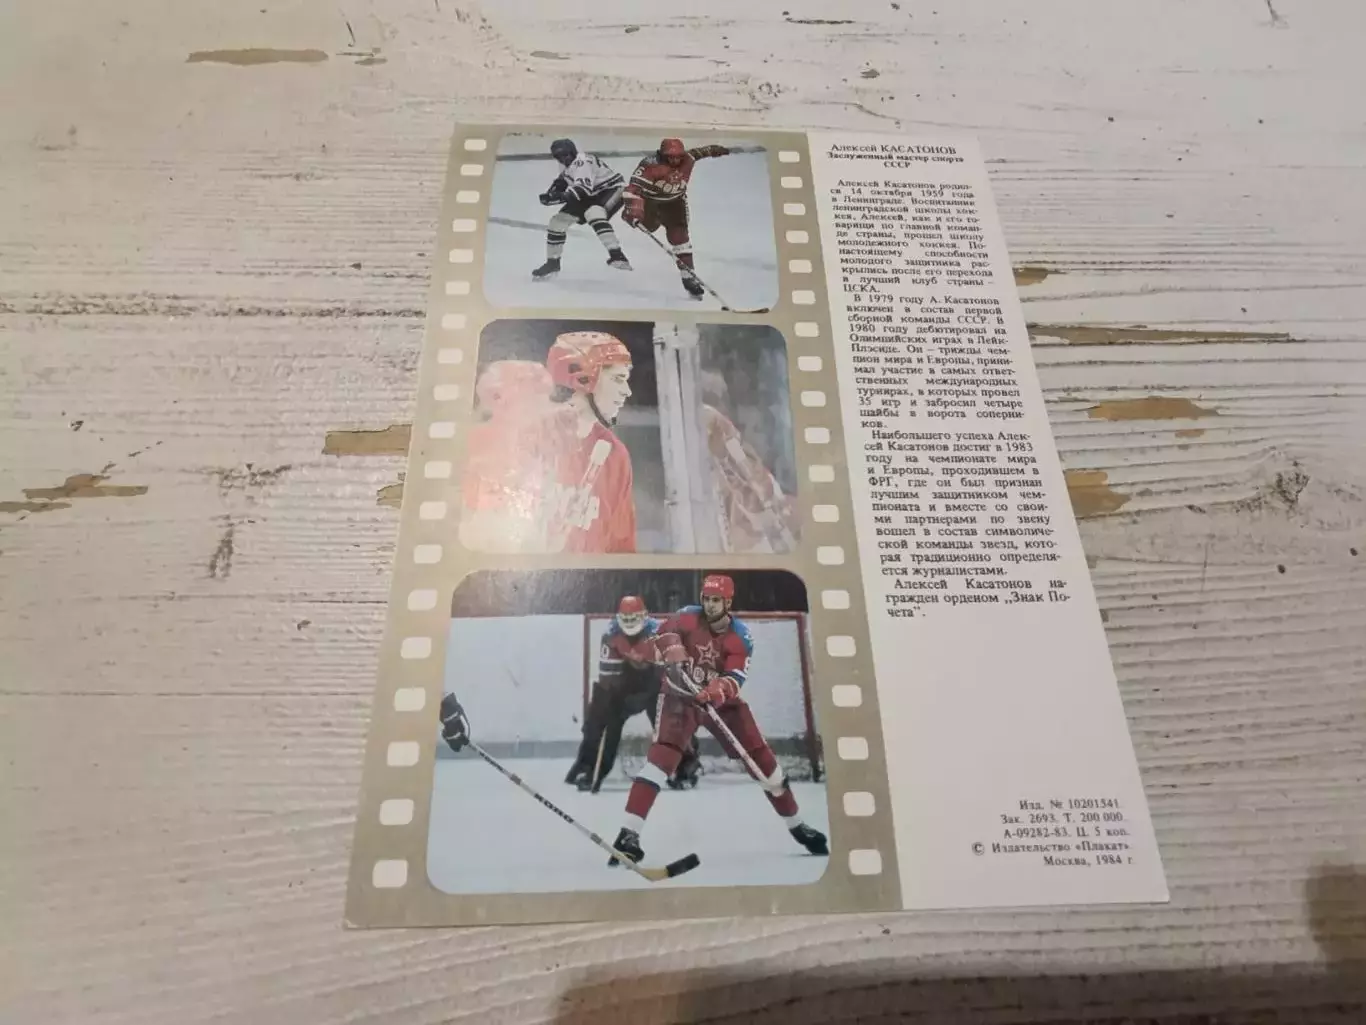 Алексей КАСАТОНОВ
Заслуженный мастер спорта
СССР
Алексей Касатонов родил-
ся 14 октября 1959 года
в Ленинграде. Воспитанник
ленинградской школы хок-
кея, Алексей, как и его то-
варищи по главной коман-
де страны, прошел школу
молодежного хоккея. По-
настоящему способности
молодого защитника рас-
крылись после его перехода
в лучший клуб страны –
ЦСКА.
В 1979 году А. Касатонов
включен в состав первой
сборной команды СССР. В
1980 году дебютировал на
Олимпийских играх в Лейк-
Плэсиде. Он – трижды чем-
пион мира и Европы, прини-
мал участие в самых ответ-
ственных международных
турнирах, в которых провел
35 игр и забросил четыре
шайбы в ворота соперни-
ков.
Наибольшего успеха Алек-
сей Касатонов достиг в 1983
году на чемпионате мира
и Европы, проходившем в
ФРГ, где он был признан
лучшим защитником чем-
пионата и вместе со свои-
ми партнерами по звену
вошел в состав символиче-
ской команды звезд, кото-
рая традиционно определя-
ется журналистами.
Алексей Касатонов на-
гражден орденом „Знак По-
чета".
Изд. № 10201541.
Зак. 2693. Т. 200 000.
А-09282-83. Ц. 5 коп.
© Издательство «Плакат».
Москва, 1984 г.